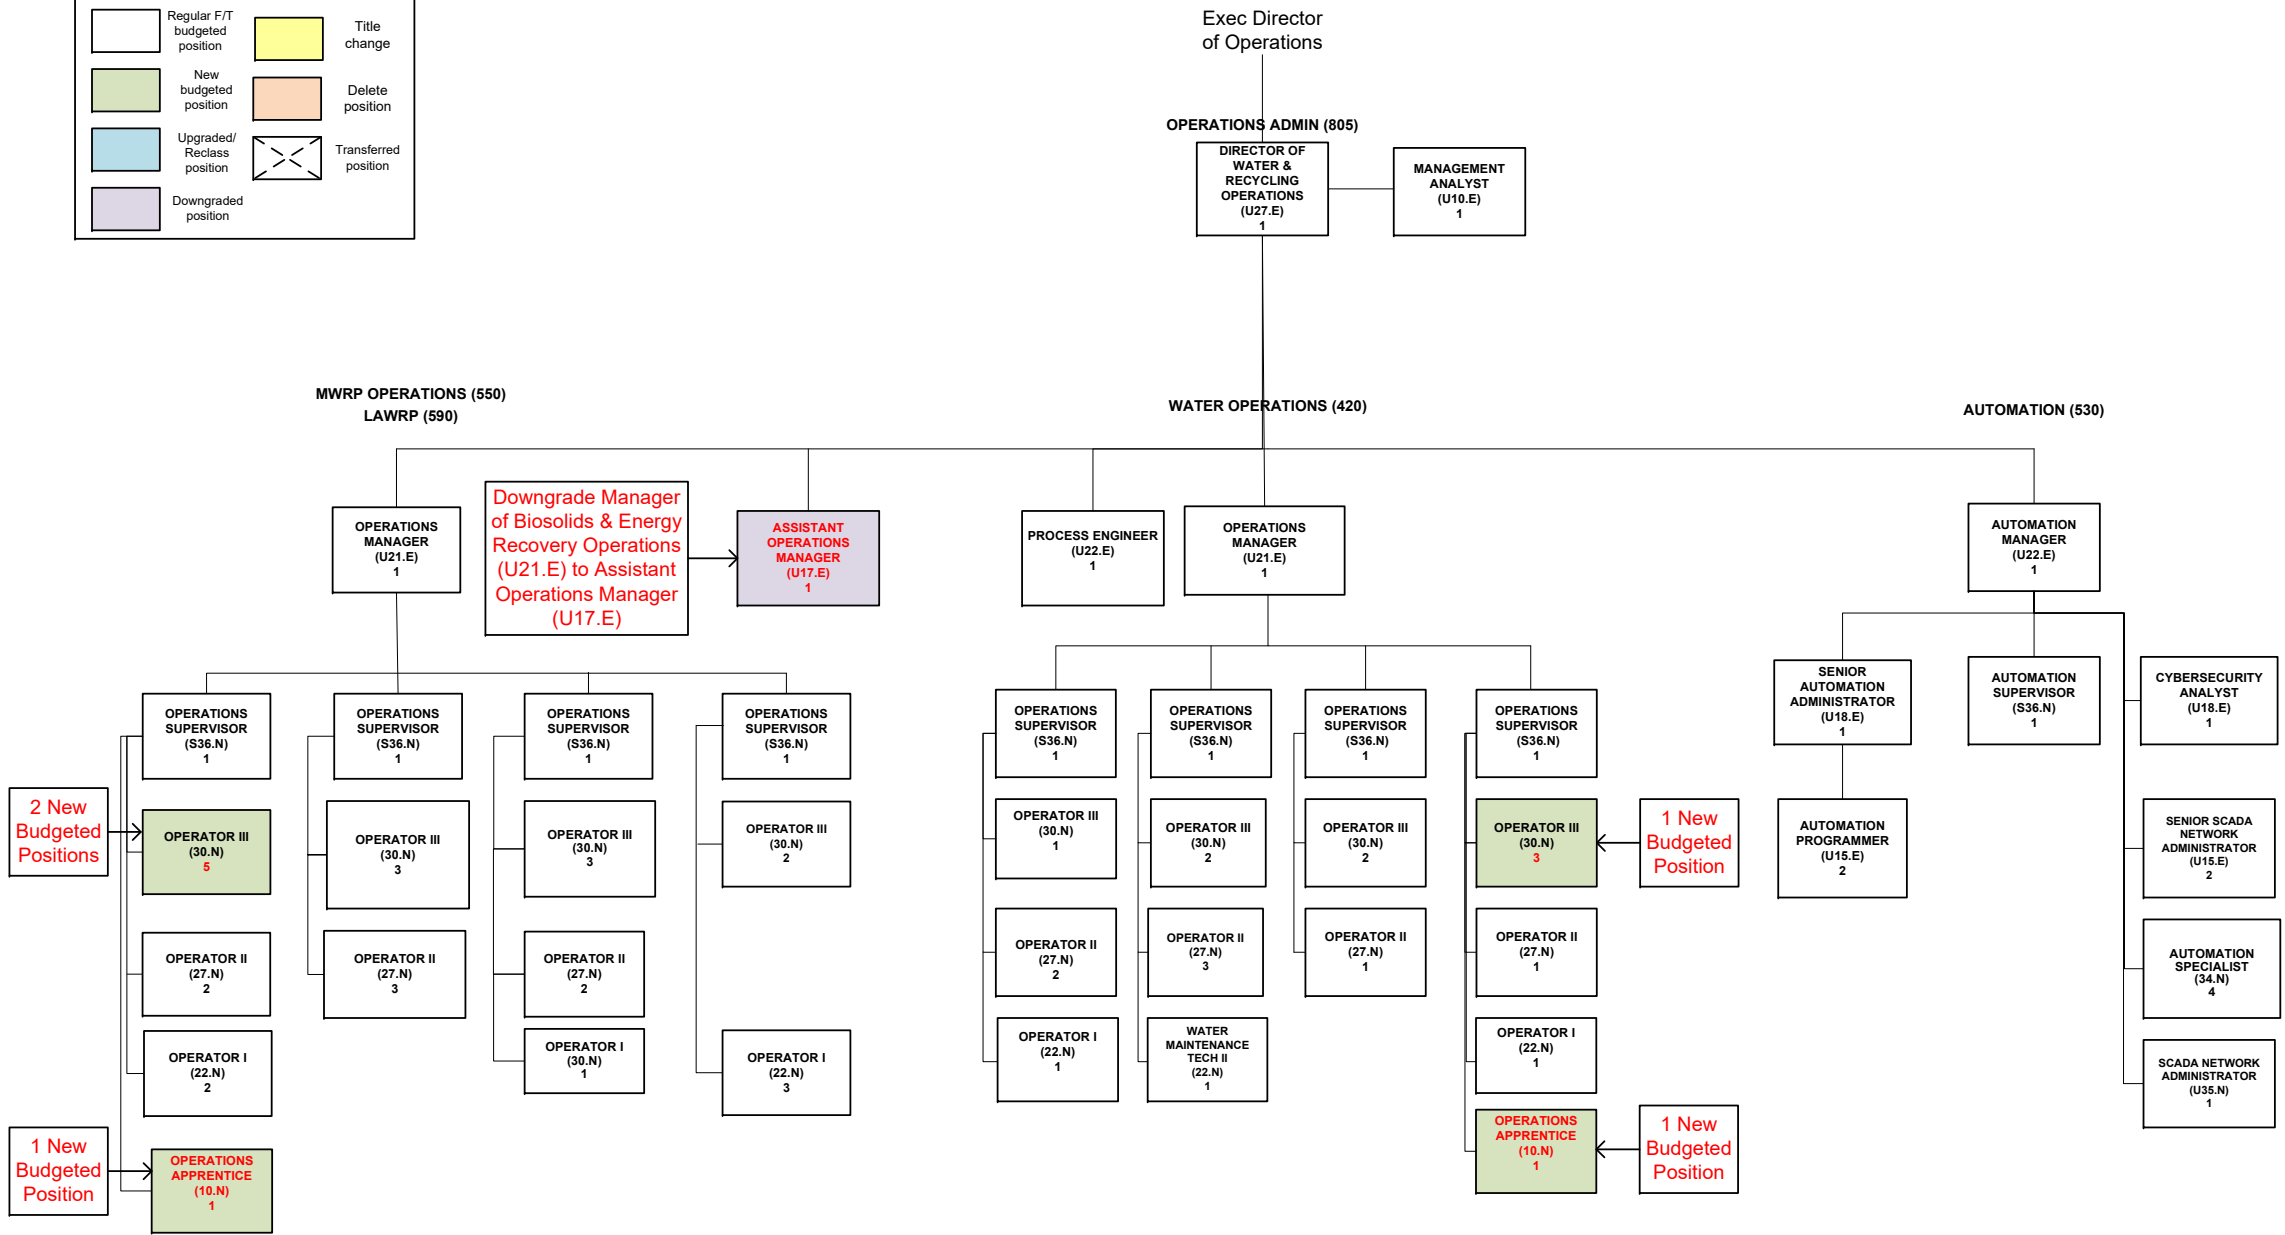 Regular F/T
budgeted
position
Title
change
New
budgeted
position
Delete
position
Upgraded/
Reclass
position
Transferred
position
Downgraded
position
Exec Director
of Operations
OPERATIONS ADMIN (805)
DIRECTOR OF
WATER &
RECYCLING
OPERATIONS
(U27.E)
1
MANAGEMENT
ANALYST
(U10.E)
1
MWRP OPERATIONS (550)
LAWRP (590)
WATER OPERATIONS (420)
AUTOMATION (530)
OPERATIONS
MANAGER
(U21.E)
1
Downgrade Manager
of Biosolids & Energy
Recovery Operations
(U21.E) to Assistant
Operations Manager
(U17.E)
ASSISTANT
OPERATIONS
MANAGER
(U17.E)
1
PROCESS ENGINEER
(U22.E)
1
OPERATIONS
MANAGER
(U21.E)
1
AUTOMATION
MANAGER
(U22.E)
1
OPERATIONS
SUPERVISOR
(S36.N)
1
OPERATIONS
SUPERVISOR
(S36.N)
1
OPERATIONS
SUPERVISOR
(S36.N)
1
OPERATIONS
SUPERVISOR
(S36.N)
1
OPERATIONS
SUPERVISOR
(S36.N)
1
OPERATIONS
SUPERVISOR
(S36.N)
1
OPERATIONS
SUPERVISOR
(S36.N)
1
OPERATIONS
SUPERVISOR
(S36.N)
1
SENIOR
AUTOMATION
ADMINISTRATOR
(U18.E)
1
AUTOMATION
SUPERVISOR
(S36.N)
1
CYBERSECURITY
ANALYST
(U18.E)
1
2 New
Budgeted
Positions
OPERATOR III
(30.N)
5
OPERATOR III
(30.N)
3
OPERATOR III
(30.N)
3
OPERATOR III
(30.N)
2
OPERATOR III
(30.N)
1
OPERATOR III
(30.N)
2
OPERATOR III
(30.N)
2
OPERATOR III
(30.N)
3
1 New
Budgeted
Position
AUTOMATION
PROGRAMMER
(U15.E)
2
SENIOR SCADA
NETWORK
ADMINISTRATOR
(U15.E)
2
OPERATOR II
(27.N)
2
OPERATOR II
(27.N)
3
OPERATOR II
(27.N)
2
OPERATOR II
(27.N)
2
OPERATOR II
(27.N)
3
OPERATOR II
(27.N)
1
OPERATOR II
(27.N)
1
AUTOMATION
SPECIALIST
(34.N)
4
OPERATOR I
(22.N)
2
OPERATOR I
(30.N)
1
OPERATOR I
(22.N)
3
OPERATOR I
(22.N)
1
WATER
MAINTENANCE
TECH II
(22.N)
1
OPERATOR I
(22.N)
1
SCADA NETWORK
ADMINISTRATOR
(U35.N)
1
1 New
Budgeted
Position
OPERATIONS
APPRENTICE
(10.N)
1
OPERATIONS
APPRENTICE
(10.N)
1
1 New
Budgeted
Position